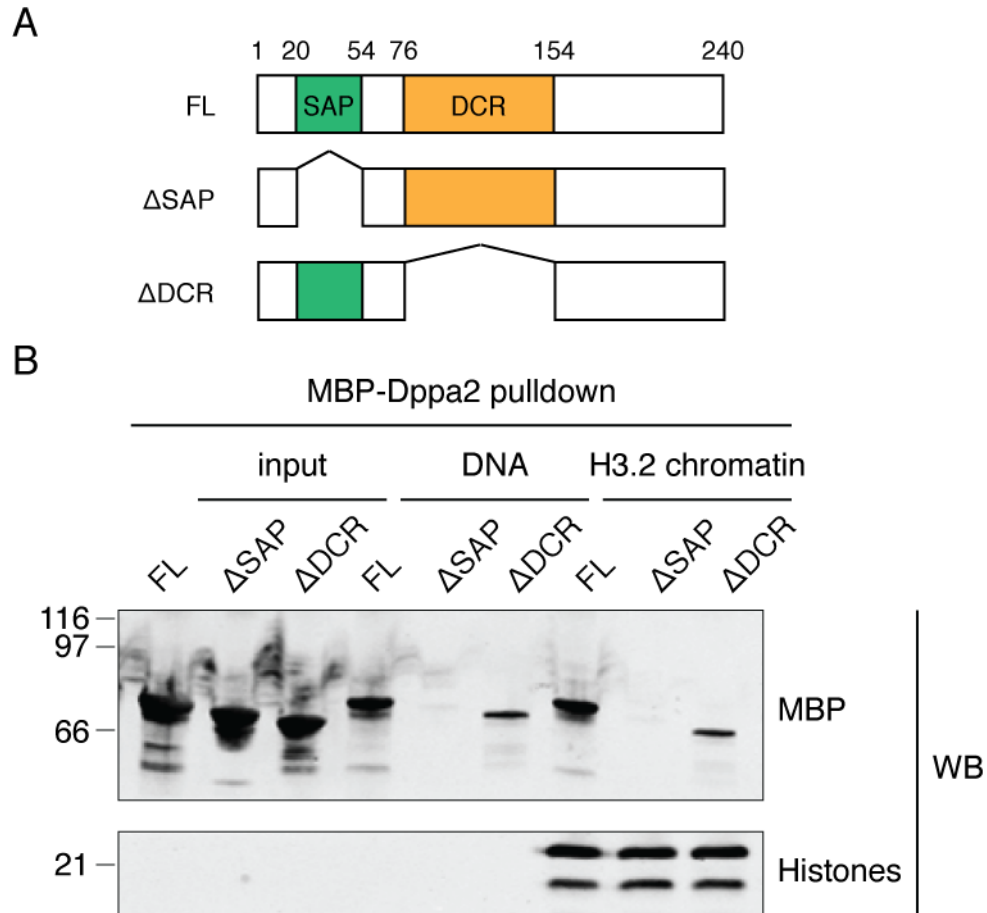 A
1 20 54 76 154 240
FL SAP DCR
ΔSAP
ΔDCR
B
MBP-Dppa2 pulldown
input DNA H3.2 chromatin
FL ΔSAP ΔDCR FL ΔSAP ΔDCR FL ΔSAP ΔDCR
116
97
66
MBP
WB
21
Histones